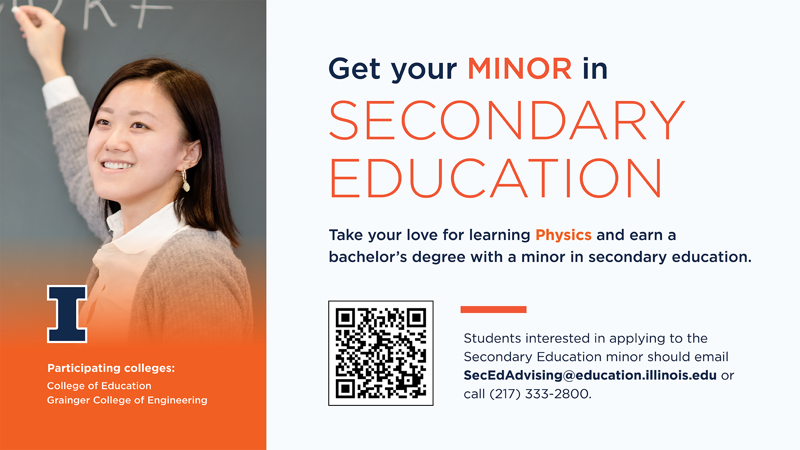 Get your MINOR in
SECONDARY
EDUCATION
Take your love for learning Physics and earn a
bachelor's degree with a minor in secondary education.
Students interested in applying to the
Secondary Education minor should email
SecEdAdvising@education.illinois.edu or
call (217) 333-2800.
I
Participating colleges:
College of Education
Grainger College of Engineering